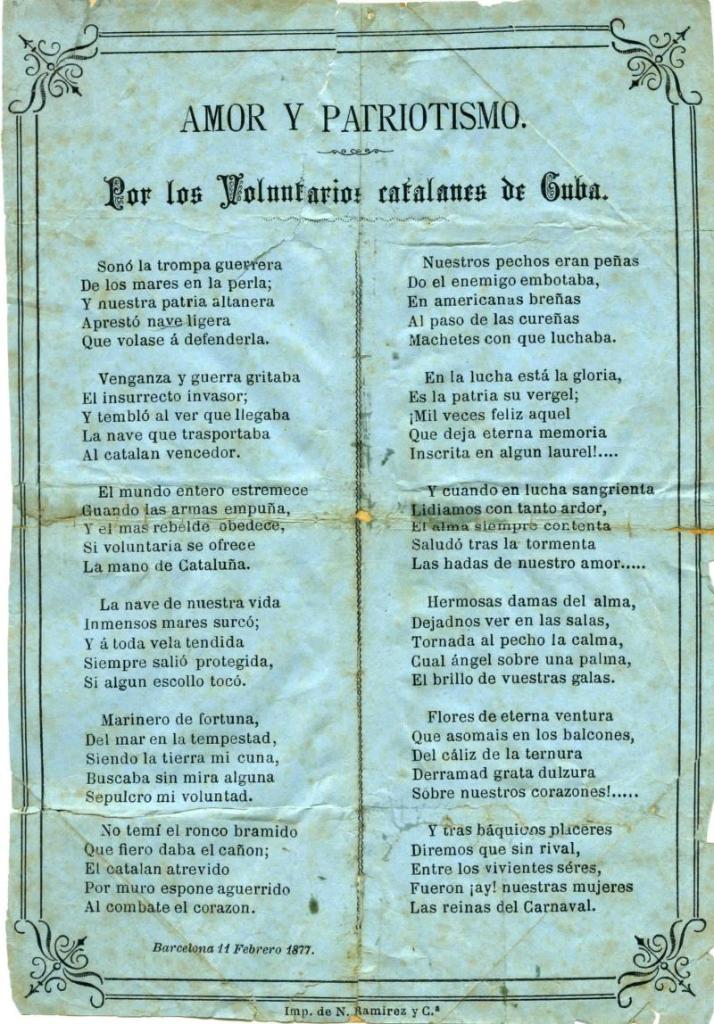 AMOR Y PATRIOTISMO.
Por los Voluntarios catalanes de Cuba.
Sonó la trompa guerrera
De los mares en la perla;
Y nuestra patria altanera
Aprestó nave ligera
Que volase á defenderla.
Venganza y guerra gritaba
El insurrecto invasor;
Y tembló al ver que llegaba
La nave que trasportaba
Al catalan vencedor.
El mundo entero estremece
Cuando las armas empuña,
Y el mas rebelde obedece,
Si voluntaria se ofrece
La mano de Cataluña.
La nave de nuestra vida
Inmensos mares surcó;
Y á toda vela tendida
Siempre salió protegida,
Si algun escollo tocó.
Marinero de fortuna,
Del mar en la tempestad,
Siendo la tierra mi cuna,
Buscaba sin mira alguna
Sepulcro mi voluntad.
No temí el ronco bramido
Que fiero daba el cañon;
El catalan atrevido
Por muro espone aguerrido
Al combate el corazon.
Nuestros pechos eran peñas
Do el enemigo embotaba,
En americanas breñas
Al paso de las cureñas
Machetes con que luchaba.
En la lucha está la gloria,
Es la patria su vergel;
¡Mil veces feliz aquel
Que deja eterna memoria
Inscrita en algun laurel!....
Y cuando en lucha sangrienta
Lidiamos con tanto ardor,
El alma siempre contenta
Saludó tras la tormenta
Las hadas de nuestro amor.....
Hermosas damas del alma,
Dejadnos ver en las salas,
Tornada al pecho la calma,
Cual ángel sobre una palma,
El brillo de vuestras galas.
Flores de eterna ventura
Que asomais en los balcones,
Del cáliz de la ternura
Derramad grata dulzura
Sobre nuestros corazones!.....
Y tras báquicos placeres
Diremos que sin rival,
Entre los vivientes séres,
Fueron ¡ay! nuestras mujeres
Las reinas del Carnaval.
Barcelona 11 Febrero 1877.
Imp. de N. Ramirez y C.ª